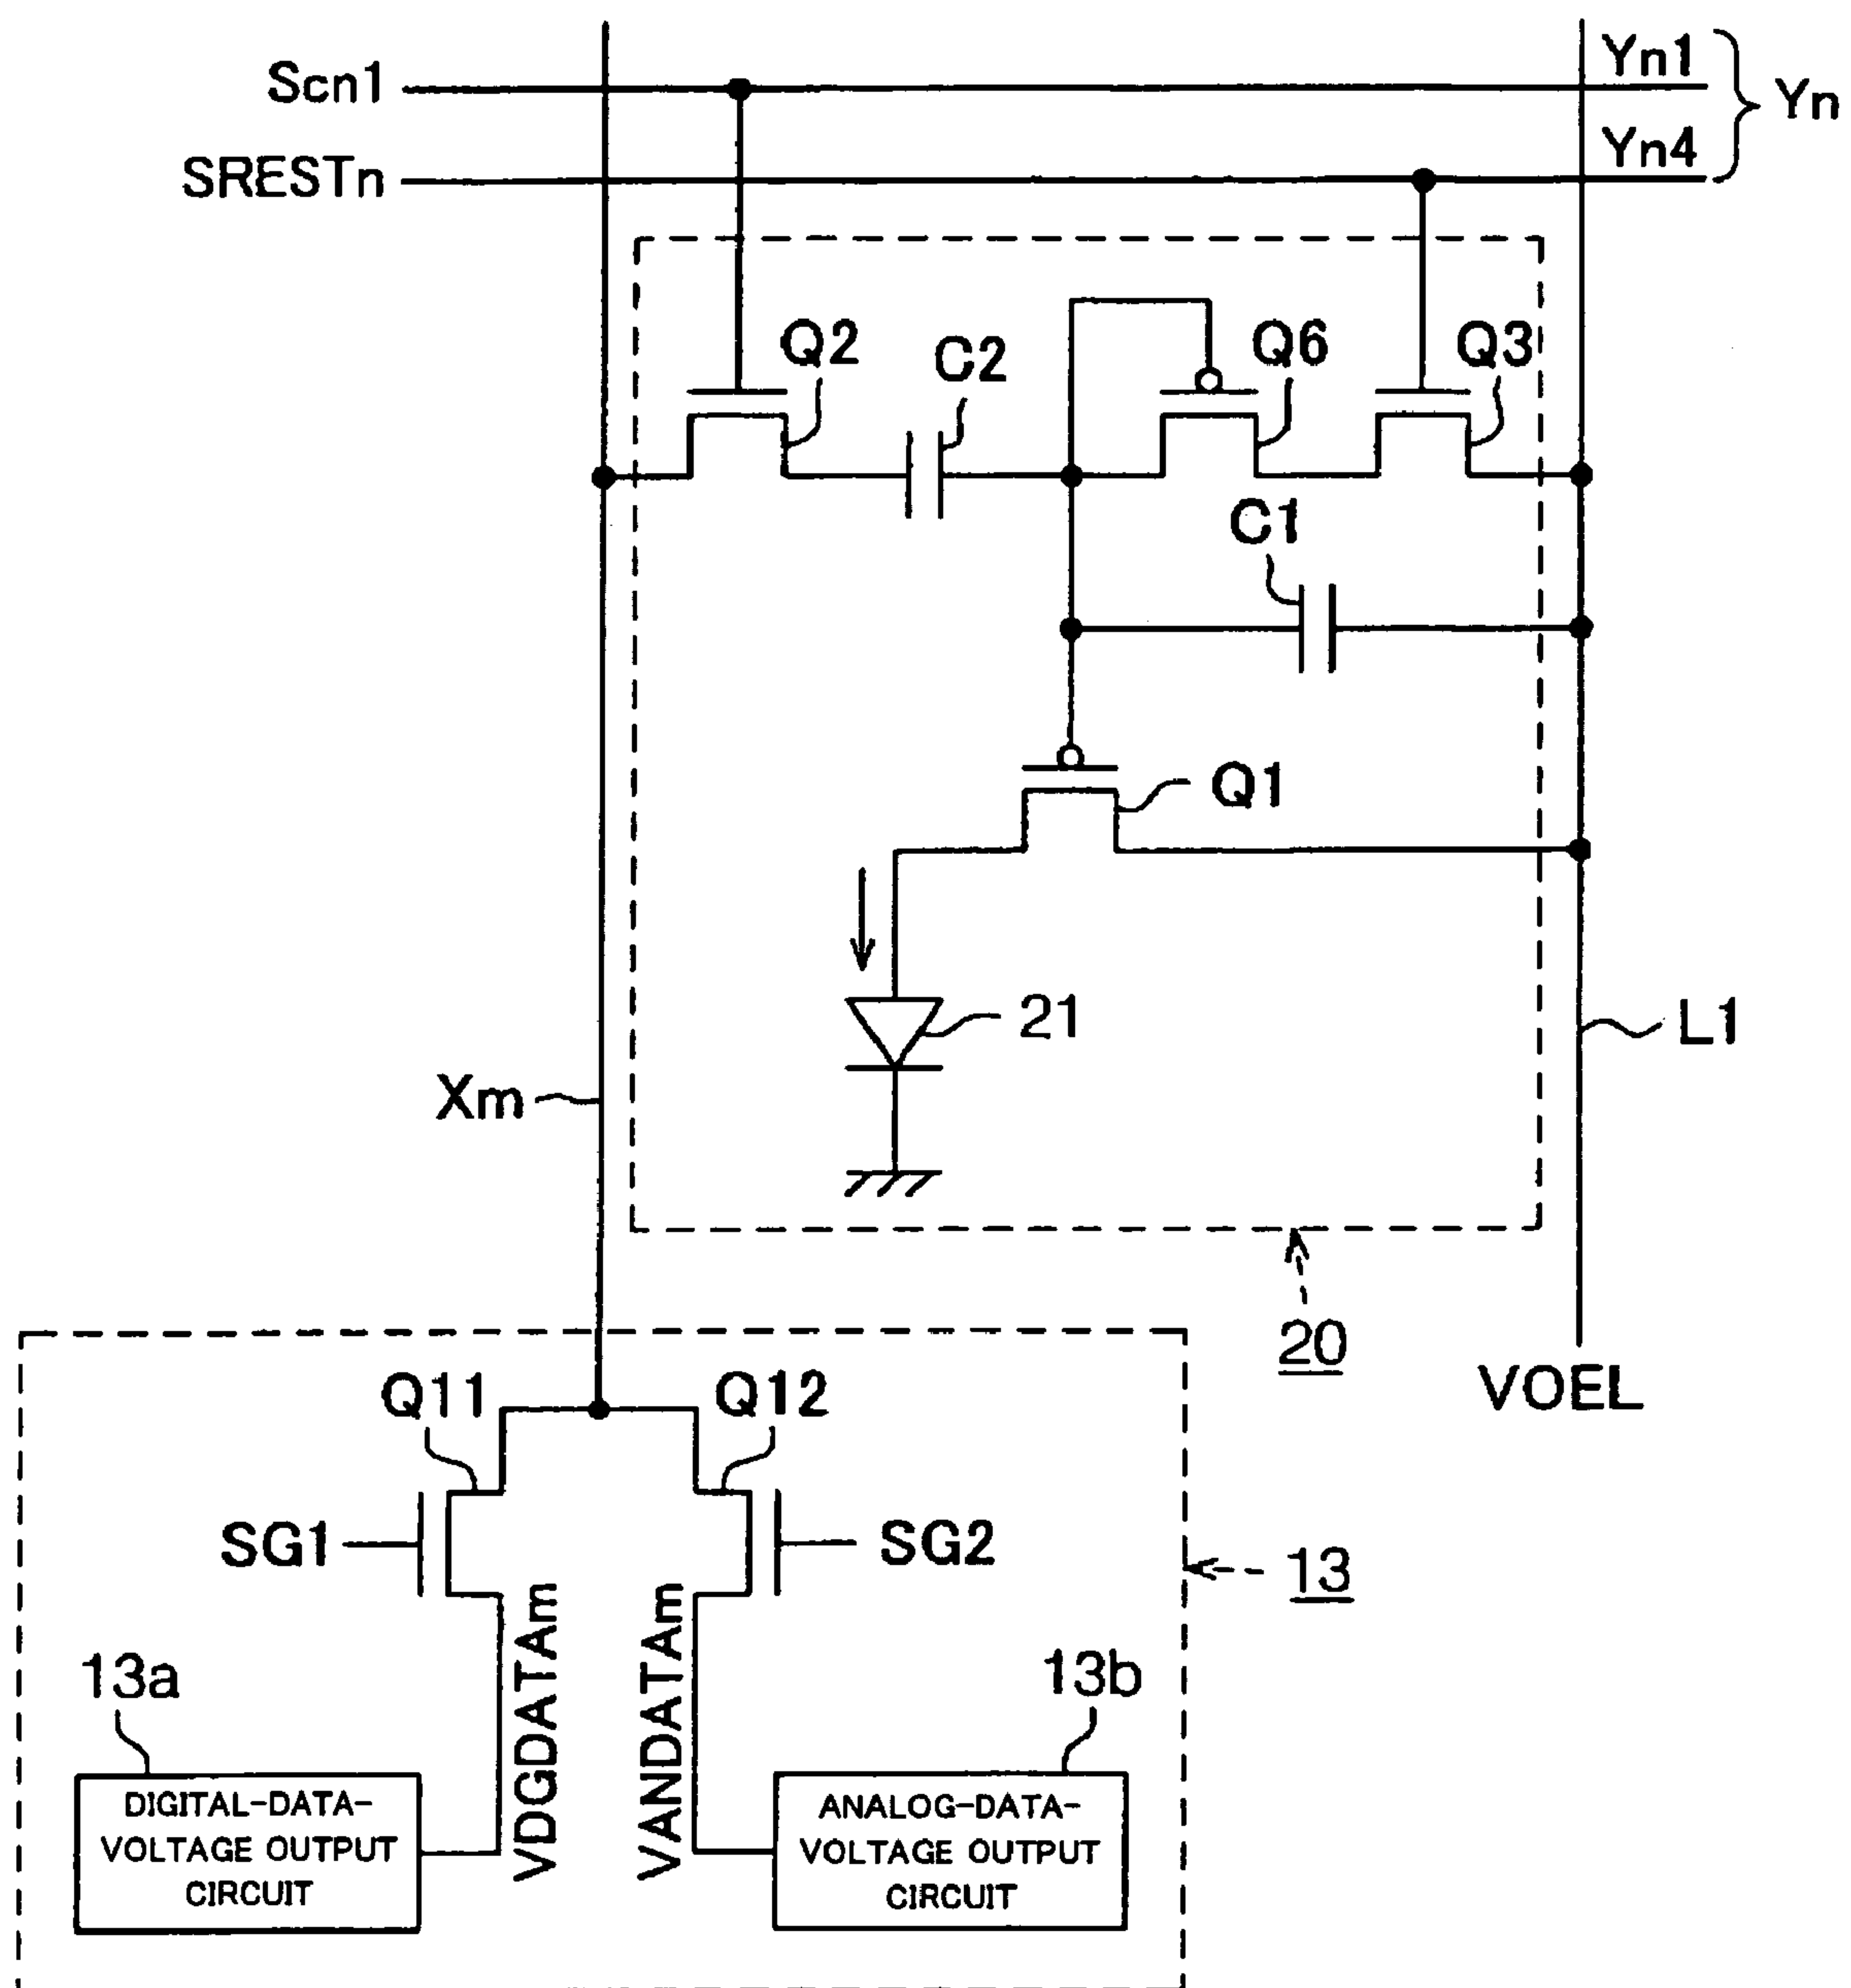 Scn1
Yn1
Yn
SRESTn
Yn4
Q2
C2
Q6
Q3
C1
Q1
21
L1
Xm
20
VOEL
Q11
Q12
SG1
SG2
13
VDGDATAm
VANDATAm
13a
13b
DIGITAL-DATA-
VOLTAGE OUTPUT
CIRCUIT
ANALOG-DATA-
VOLTAGE OUTPUT
CIRCUIT